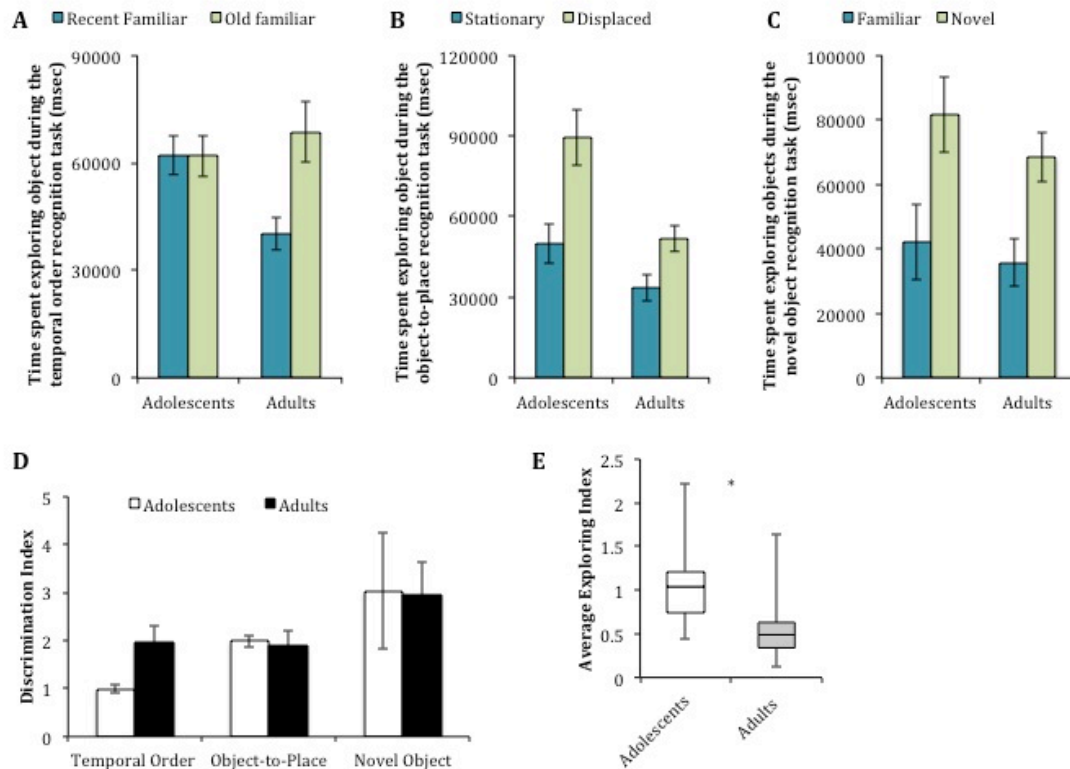 A
Recent Familiar Old familiar
Time spent exploring object during the
temporal order recognition task (msec)
90000
60000
30000
0
Adolescents Adults
B
Stationary Displaced
Time spent exploring object during the
object-to-place recognition task (msec)
120000
90000
60000
30000
0
Adolescents Adults
C
Familiar Novel
Time spent exploring objects during the
novel object recognition task (msec)
100000
80000
60000
40000
20000
0
Adolescents Adults
D
Adolescents Adults
Discrimination Index
5
4
3
2
1
0
Temporal Order Object-to-Place Novel Object
E
Average Exploring Index
2.5
2
1.5
1
0.5
0
*
Adolescents Adults